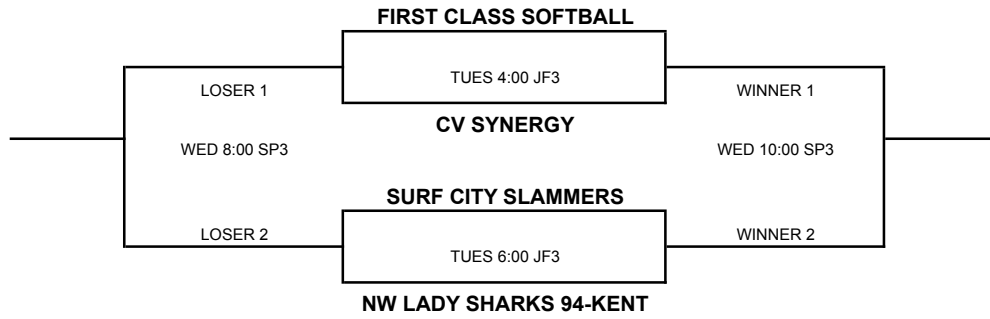 FIRST CLASS SOFTBALL
TUES 4:00 JF3
LOSER 1
WINNER 1
CV SYNERGY
WED 8:00 SP3
WED 10:00 SP3
SURF CITY SLAMMERS
LOSER 2
WINNER 2
TUES 6:00 JF3
NW LADY SHARKS 94-KENT